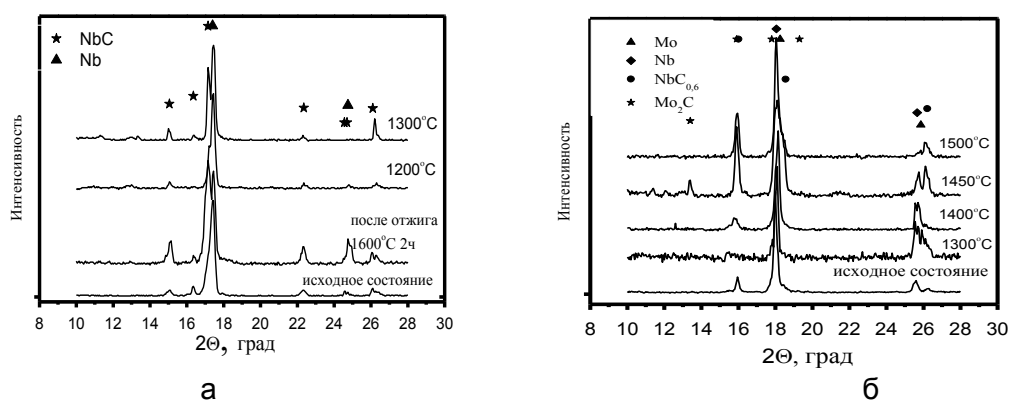 ★ NbC
▲ Nb
Интенсивность
1300°C
1200°C
после отжига
1600°C 2ч
исходное состояние
8 10 12 14 16 18 20 22 24 26 28 30
2Θ, град
а
▲ Mo
◆ Nb
● NbC0,6
★ Mo2C
Интенсивность
1500°C
1450°C
1400°C
1300°C
исходное состояние
8 10 12 14 16 18 20 22 24 26 28 30
2Θ, град
б